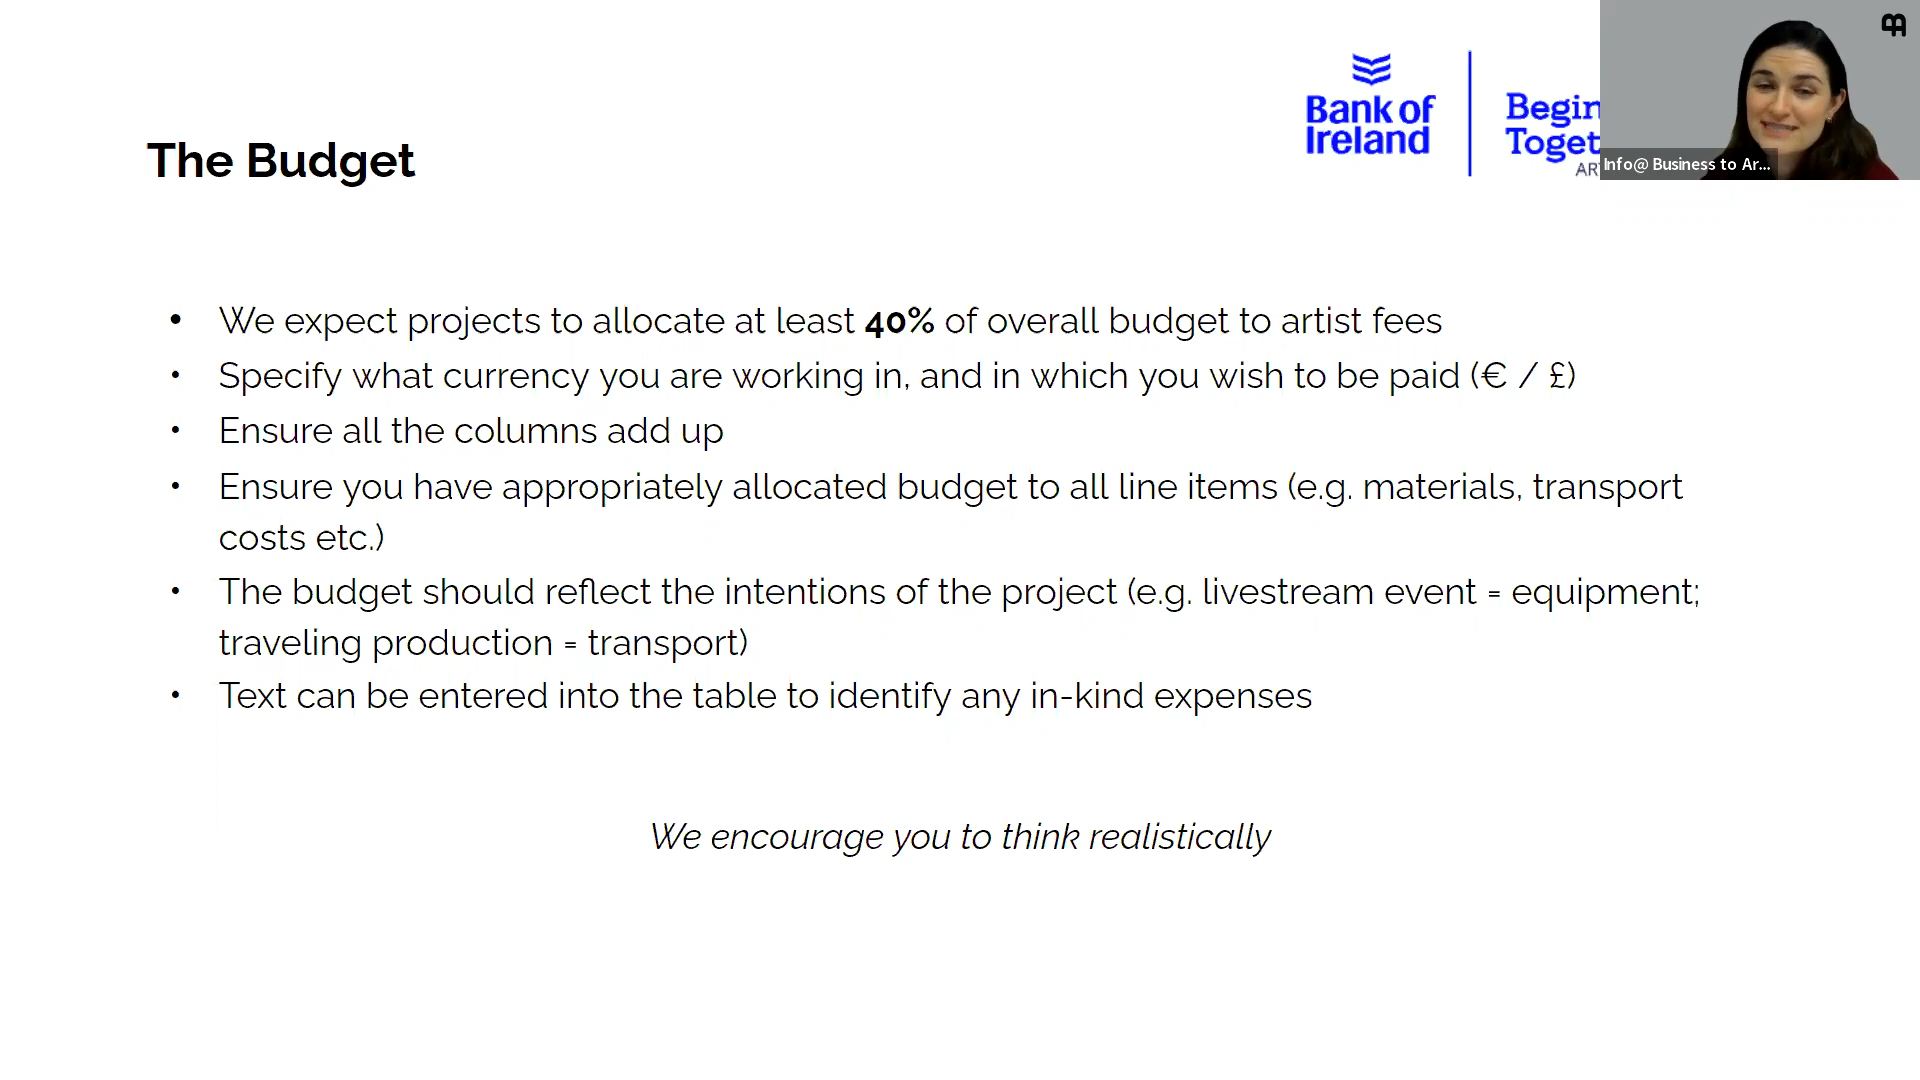 Bank of
Ireland
Begin
Toget
AR
Info@ Business to Ar...
The Budget
• We expect projects to allocate at least 40% of overall budget to artist fees
• Specify what currency you are working in, and in which you wish to be paid (€ / £)
• Ensure all the columns add up
• Ensure you have appropriately allocated budget to all line items (e.g. materials, transport
costs etc.)
• The budget should reflect the intentions of the project (e.g. livestream event = equipment;
traveling production = transport)
• Text can be entered into the table to identify any in-kind expenses
We encourage you to think realistically